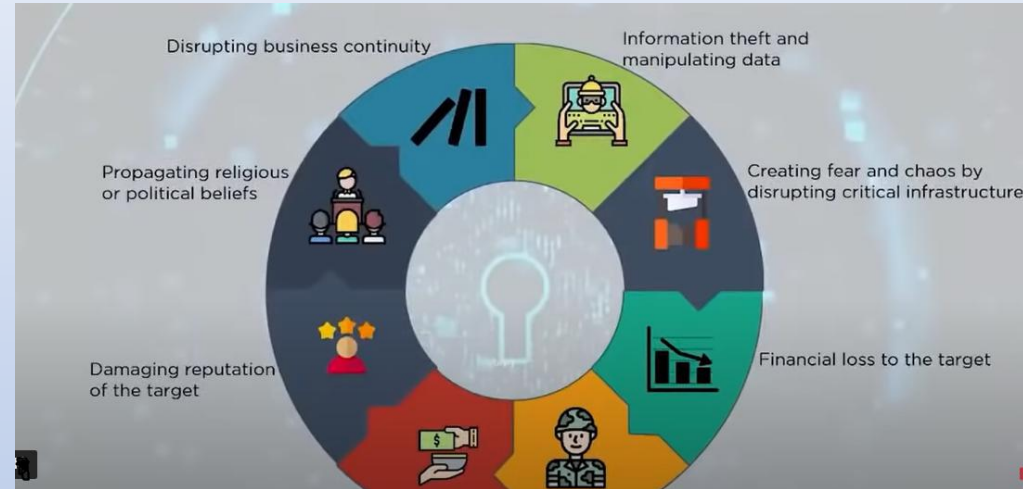 Disrupting business continuity
Information theft and
manipulating data
Propagating religious
or political beliefs
Creating fear and chaos by
disrupting critical infrastructure
Damaging reputation
of the target
Financial loss to the target
$